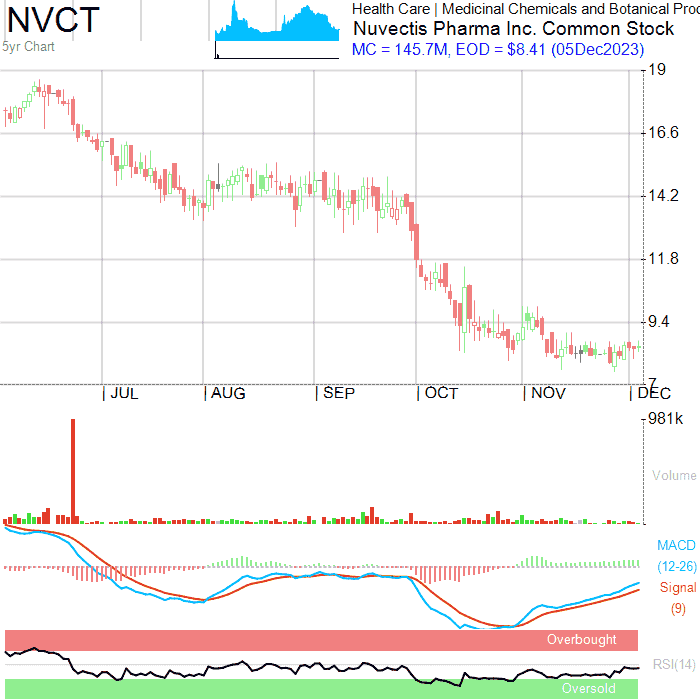 NVCT
5yr Chart
Health Care | Medicinal Chemicals and Botanical Proc
Nuvectis Pharma Inc. Common Stock
MC = 145.7M, EOD = $8.41 (05Dec2023)
19
16.6
14.2
11.8
9.4
7
JUL AUG SEP OCT NOV DEC
981k
Volume
MACD
(12-26)
Signal
(9)
Overbought
RSI(14)
Oversold